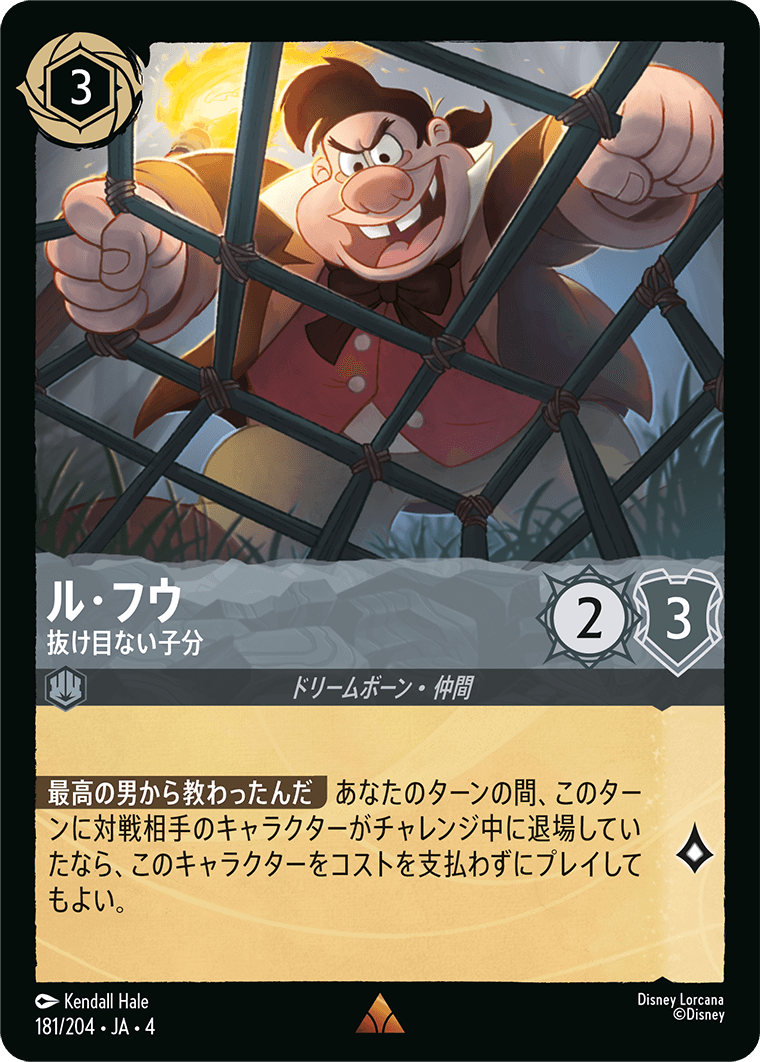 3
ル・フウ
抜け目ない子分
2
3
ドリームボーン・仲間
最高の男から教わったんだ あなたのターンの間、このター
ンに対戦相手のキャラクターがチャレンジ中に退場してい
たなら、このキャラクターをコストを支払わずにプレイして
もよい。
Kendall Hale
181/204・JA・4
Disney Lorcana
©Disney